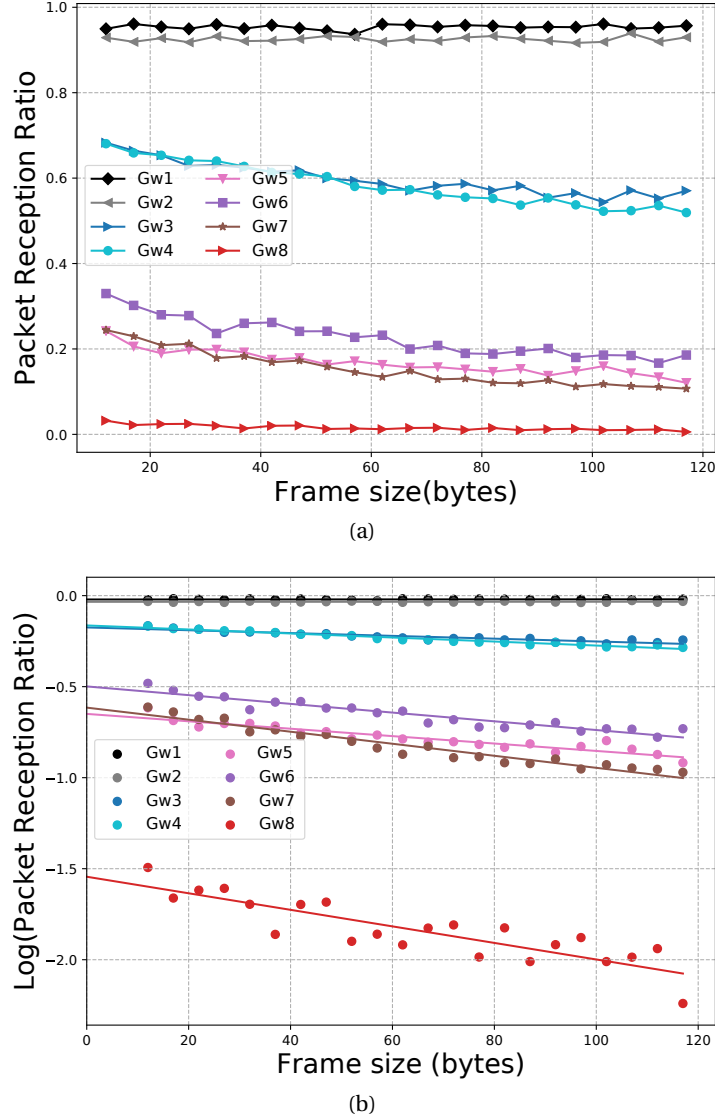 1.0
0.8
0.6
0.4
0.2
0.0
Packet Reception Ratio
Gw1
Gw2
Gw3
Gw4
Gw5
Gw6
Gw7
Gw8
20
40
60
80
100
120
Frame size(bytes)
(a)
0.0
−0.5
−1.0
−1.5
−2.0
Log(Packet Reception Ratio)
Gw1
Gw2
Gw3
Gw4
Gw5
Gw6
Gw7
Gw8
0
20
40
60
80
100
120
Frame size (bytes)
(b)